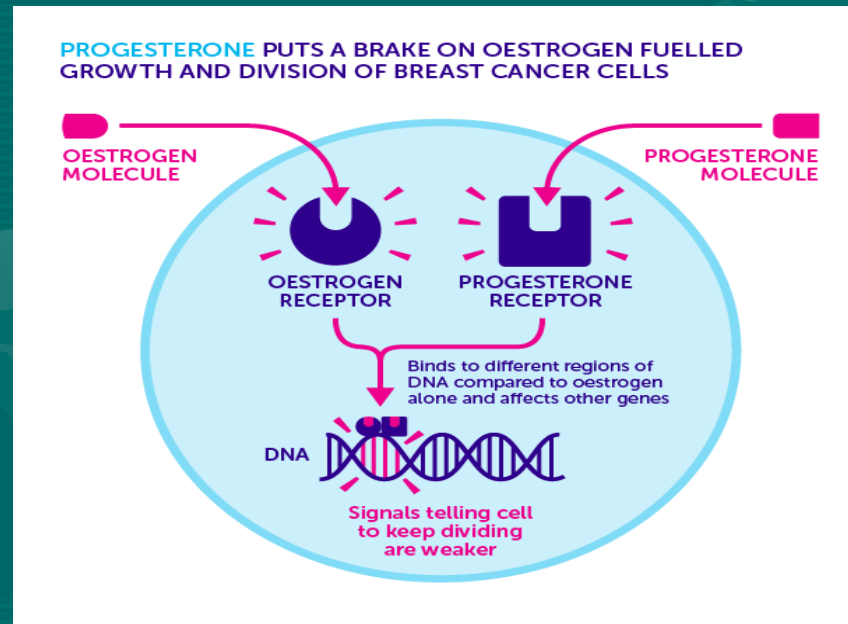 PROGESTERONE PUTS A BRAKE ON OESTROGEN FUELLED
GROWTH AND DIVISION OF BREAST CANCER CELLS
OESTROGEN
MOLECULE
PROGESTERONE
MOLECULE
OESTROGEN
RECEPTOR
PROGESTERONE
RECEPTOR
Binds to different regions of
DNA compared to oestrogen
alone and affects other genes
DNA
Signals telling cell
to keep dividing
are weaker